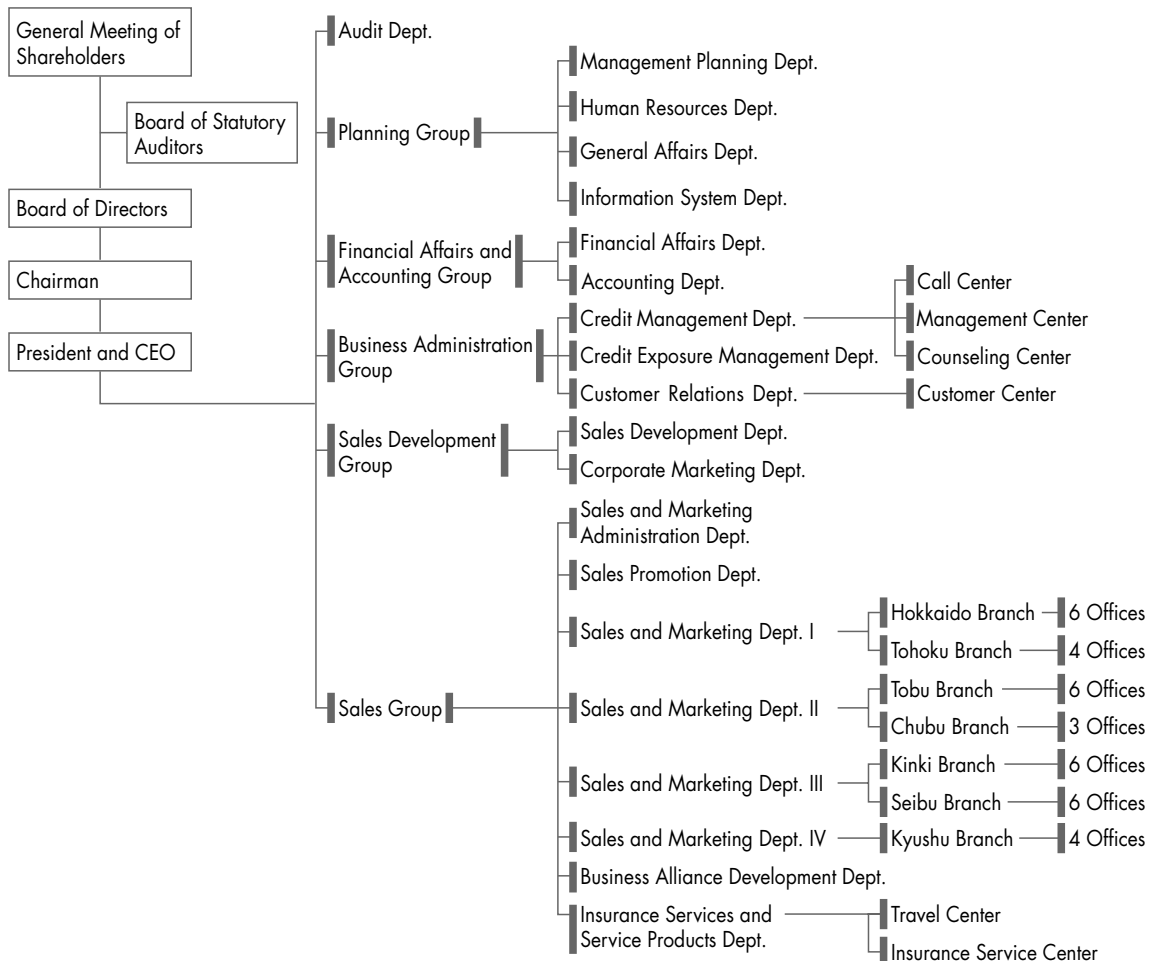 General Meeting of
Shareholders
Board of Statutory
Auditors
Board of Directors
Chairman
President and CEO
Audit Dept.
Planning Group
Management Planning Dept.
Human Resources Dept.
General Affairs Dept.
Information System Dept.
Financial Affairs and
Accounting Group
Financial Affairs Dept.
Accounting Dept.
Business Administration
Group
Credit Management Dept.
Call Center
Management Center
Counseling Center
Credit Exposure Management Dept.
Customer Relations Dept.
Customer Center
Sales Development
Group
Sales Development Dept.
Corporate Marketing Dept.
Sales Group
Sales and Marketing
Administration Dept.
Sales Promotion Dept.
Sales and Marketing Dept. I
Hokkaido Branch
6 Offices
Tohoku Branch
4 Offices
Sales and Marketing Dept. II
Tobu Branch
6 Offices
Chubu Branch
3 Offices
Sales and Marketing Dept. III
Kinki Branch
6 Offices
Seibu Branch
6 Offices
Sales and Marketing Dept. IV
Kyushu Branch
4 Offices
Business Alliance Development Dept.
Insurance Services and
Service Products Dept.
Travel Center
Insurance Service Center